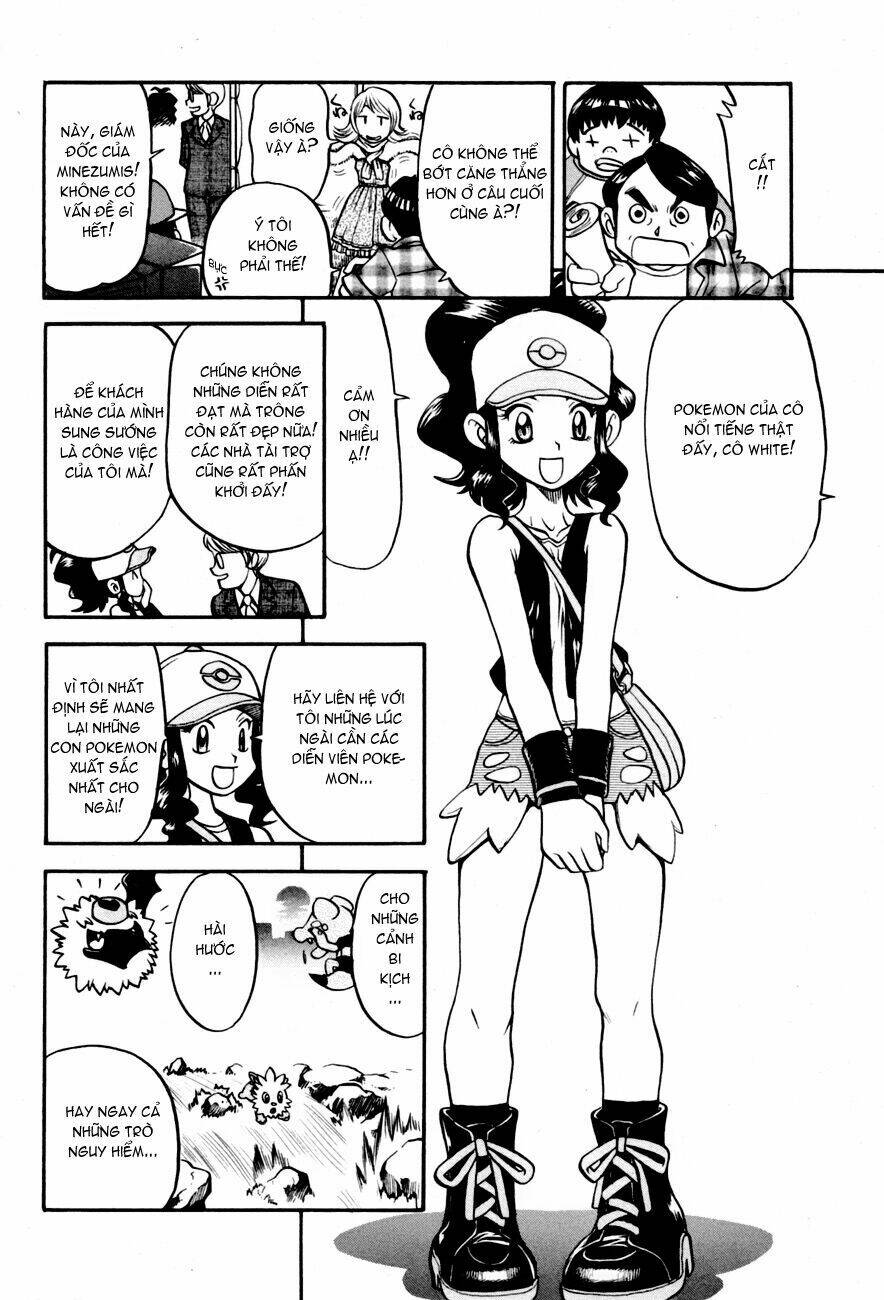 CẮT
!!
CÔ KHÔNG THỂ
BỚT CĂNG THẲNG
HƠN Ở CÂU CUỐI
CÙNG À?!
GIỐNG
VẬY À?
Ý TÔI
KHÔNG
PHẢI THẾ!
BỰC
NÀY, GIÁM
ĐỐC CỦA
MINEZUMIS!
KHÔNG CÓ
VẤN ĐỀ GÌ
HẾT!
POKEMON CỦA CÔ
NỔI TIẾNG THẬT
ĐẤY, CÔ WHITE!
CẢM
ƠN
NHIỀU
Ạ!!
CHÚNG KHÔNG
NHỮNG DIỄN RẤT
ĐẠT MÀ TRÔNG
CÒN RẤT ĐẸP NỮA!
CÁC NHÀ TÀI TRỢ
CŨNG RẤT PHẤN
KHỞI ĐẤY!
ĐỂ KHÁCH
HÀNG CỦA MÌNH
SUNG SƯỚNG
LÀ CÔNG VIỆC
CỦA TÔI MÀ!
HÃY LIÊN HỆ VỚI
TÔI NHỮNG LÚC
NGÀI CẦN CÁC
DIỄN VIÊN POKE-
MON...
VÌ TÔI NHẤT
ĐỊNH SẼ MANG
LẠI NHỮNG
CON POKEMON
XUẤT SẮC
NHẤT CHO
NGÀI!
CHO
NHỮNG
CẢNH
BI
KỊCH...
HÀI
HƯỚC
...
HAY NGAY CẢ
NHỮNG TRÒ
NGUY HIỂM...